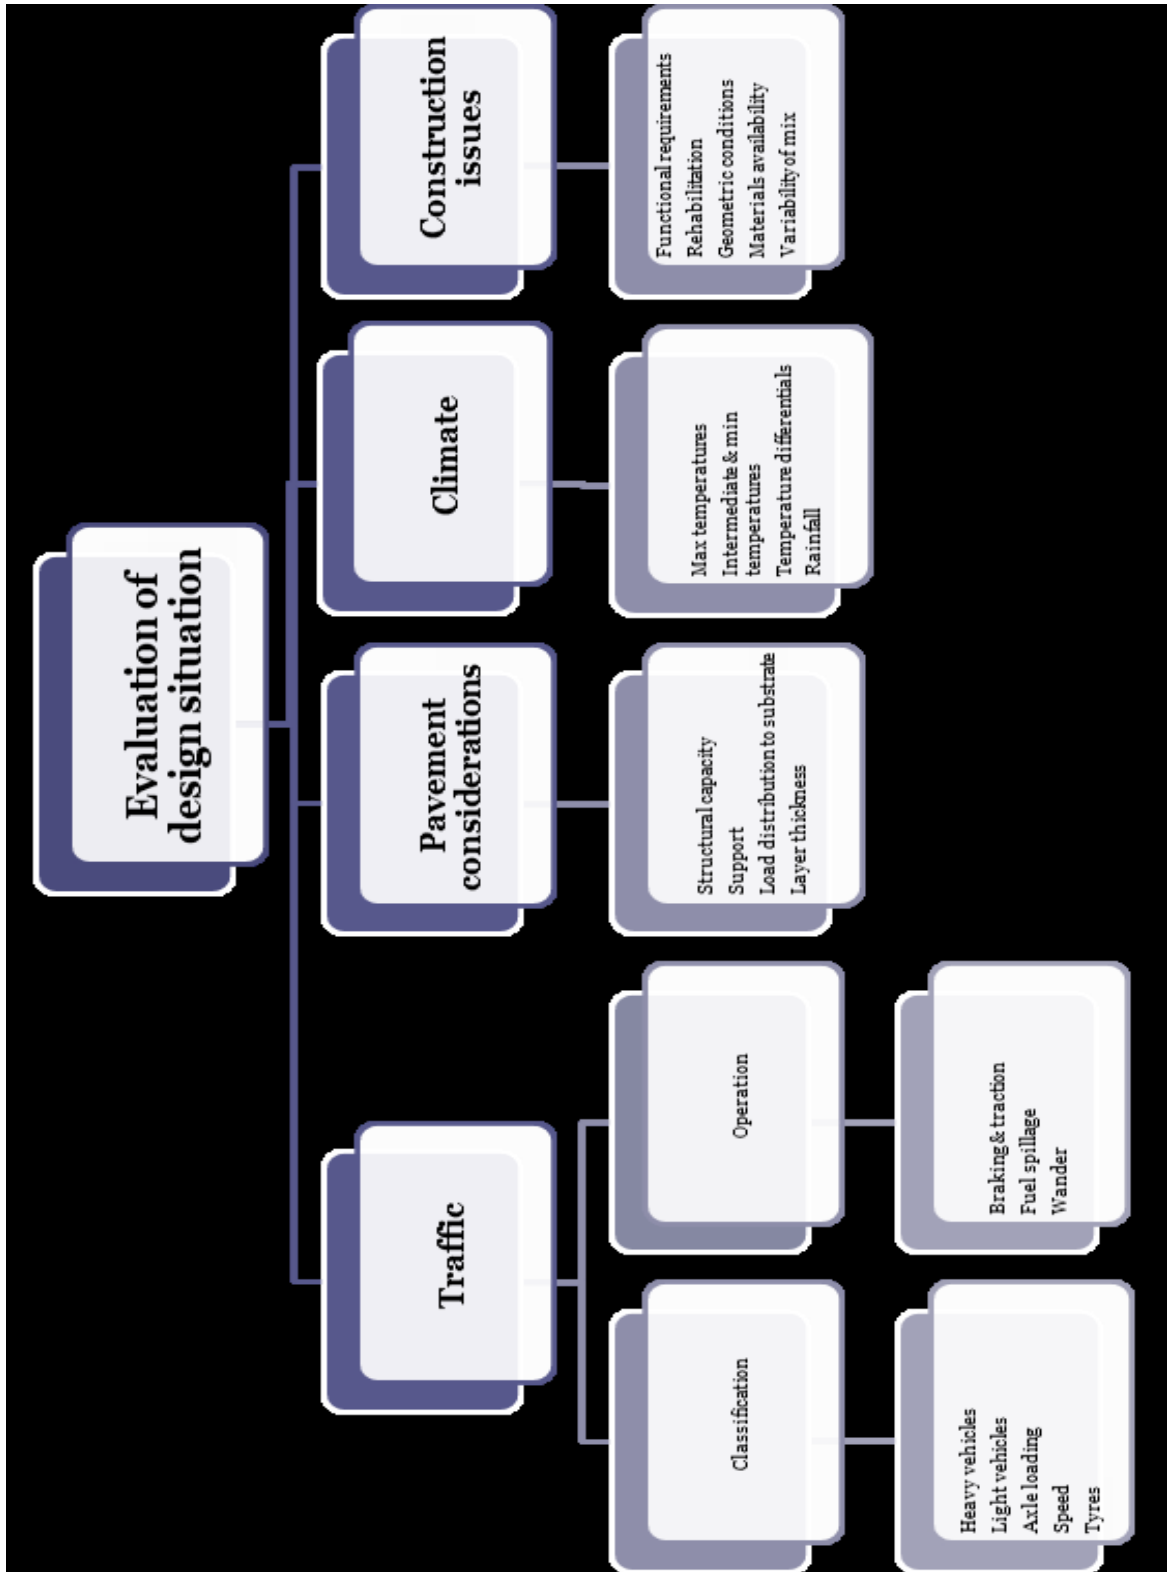 Evaluation of
design situation
Traffic
Pavement
considerations
Climate
Construction
issues
Classification
Operation
Structural capacity
Support
Load distribution to substrate
Layer thickness
Max temperatures
Intermediate & min
temperatures
Temperature differentials
Rainfall
Functional requirements
Rehabilitation
Geometric conditions
Materials availability
Variability of mix
Heavy vehicles
Light vehicles
Axle loading
Speed
Tyres
Braking & traction
Fuel spillage
Wander